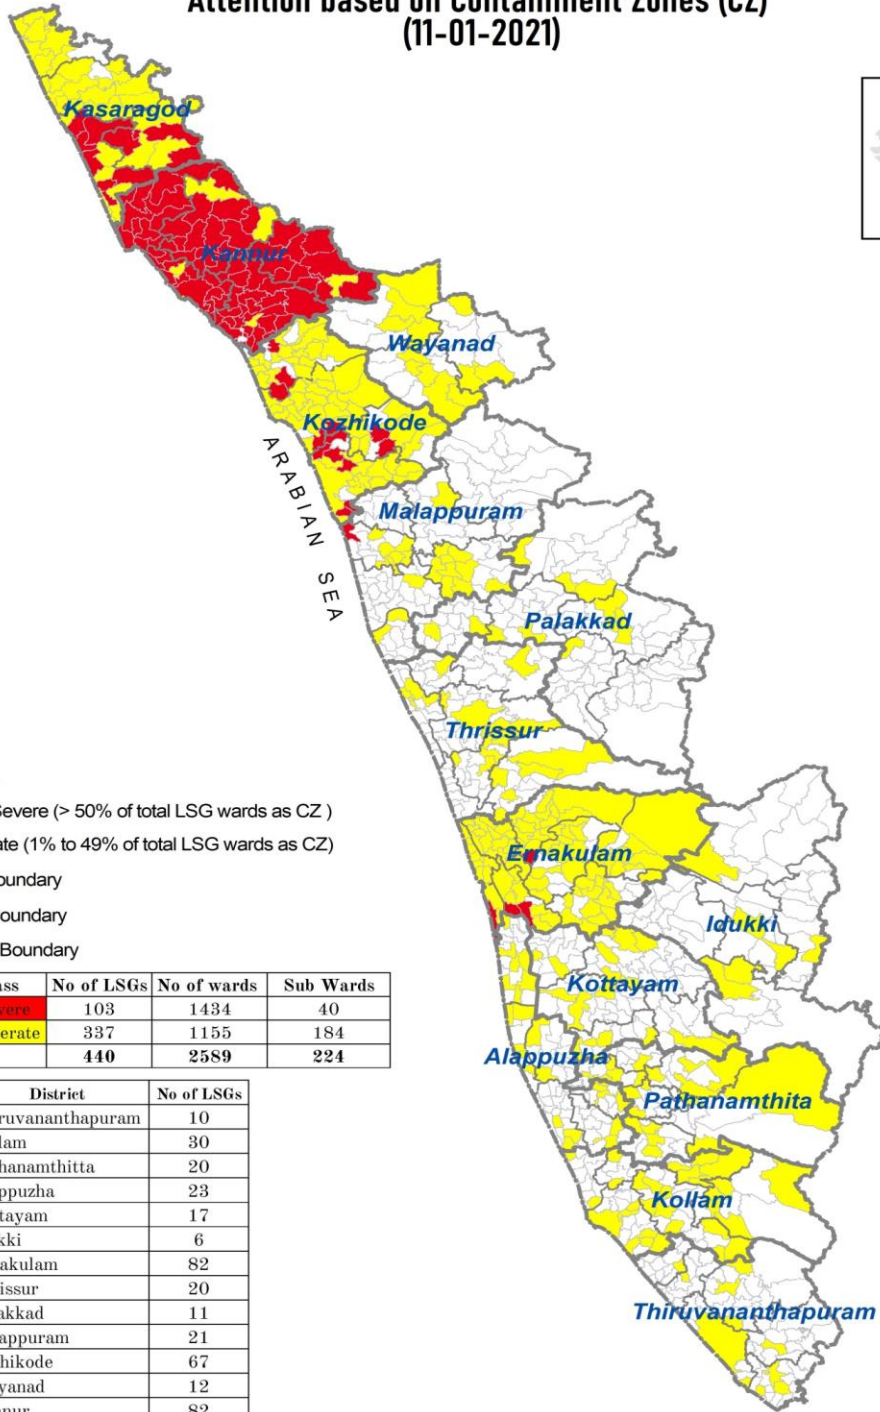 Attention based on Containment Zones (CZ)
(11-01-2021)
Kasaragod
Kannur
Wayanad
Kozhikode
ARABIAN SEA
Malappuram
Palakkad
Thrissur
Ernakulam
Idukki
Kottayam
Alappuzha
Pathanamthita
Kollam
Thiruvananthapuram
Severe (> 50% of total LSG wards as CZ )
ate (1% to 49% of total LSG wards as CZ)
oundary
oundary
Boundary
ass No of LSGs No of wards Sub Wards
vere 103 1434 40
erate 337 1155 184
440 2589 224
District No of LSGs
ruvananthapuram 10
lam 30
hanamthitta 20
ppuzha 23
tayam 17
kki 6
akulam 82
issur 20
akkad 11
appuram 21
hikode 67
yanad 12
nnur 82